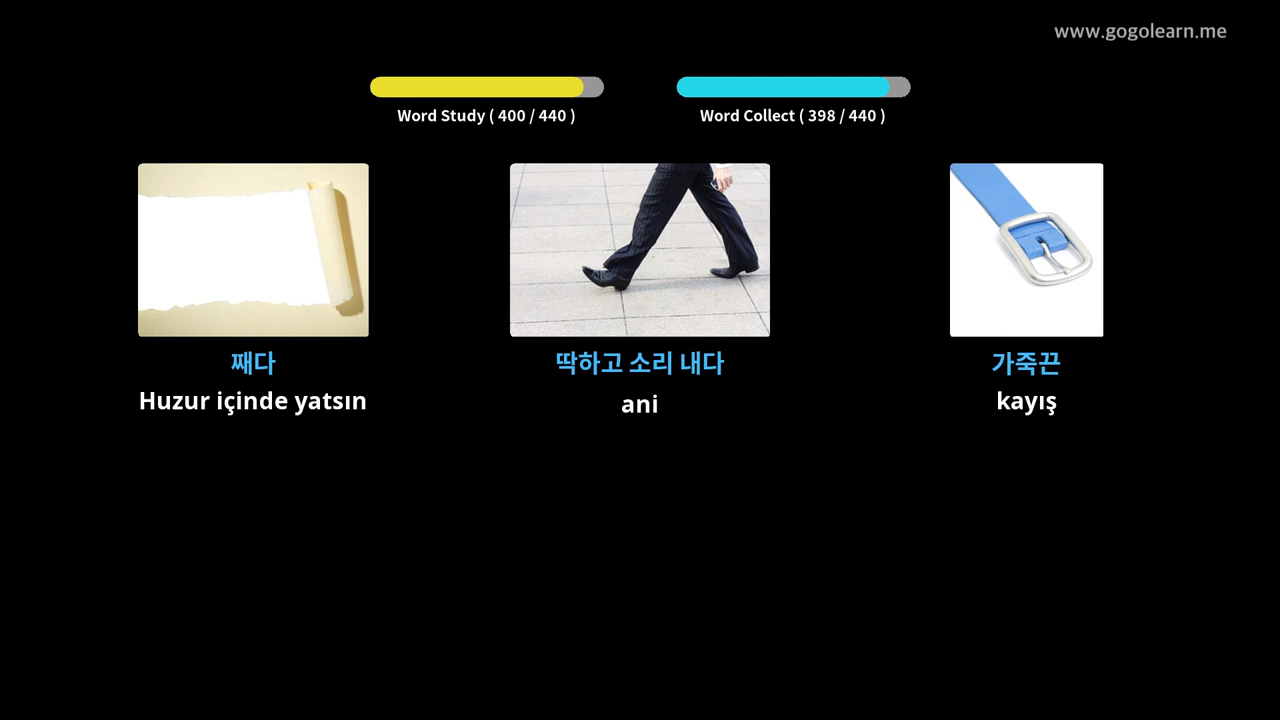 www.gogolearn.me
Word Study ( 400 / 440 )
Word Collect ( 398 / 440 )
째다
딱하고 소리 내다
가죽끈
Huzur içinde yatsın
ani
kayış